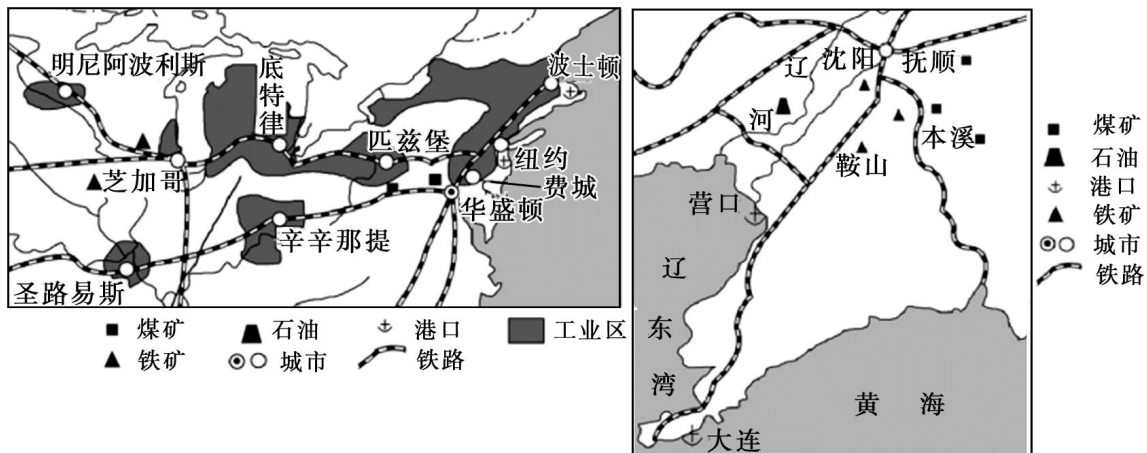 明尼阿波利斯
底特律
波士顿
匹兹堡
纽约
芝加哥
费城
华盛顿
辛辛那提
圣路易斯
煤矿
石油
港口
工业区
铁矿
城市
铁路
沈阳
抚顺
辽河
本溪
鞍山
营口
辽东湾
黄海
大连
煤矿
石油
港口
铁矿
城市
铁路